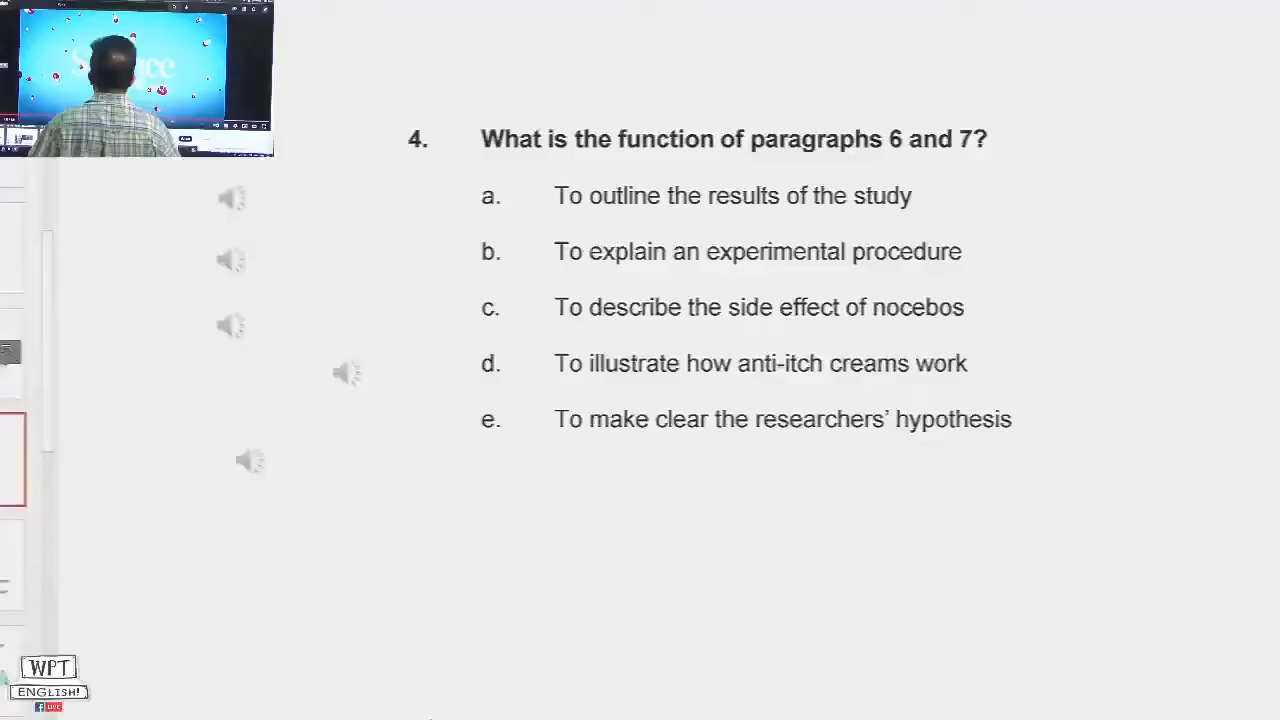 4. What is the function of paragraphs 6 and 7?
a. To outline the results of the study
b. To explain an experimental procedure
c. To describe the side effect of nocebos
d. To illustrate how anti-itch creams work
e. To make clear the researchers’ hypothesis
WPT
ENGLISH!
LIVE